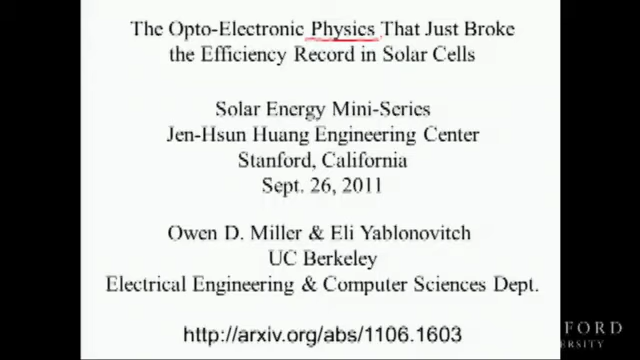 The Opto-Electronic Physics That Just Broke
the Efficiency Record in Solar Cells
Solar Energy Mini-Series
Jen-Hsun Huang Engineering Center
Stanford, California
Sept. 26, 2011
Owen D. Miller & Eli Yablonovitch
UC Berkeley
Electrical Engineering & Computer Sciences Dept.
http://arxiv.org/abs/1106.1603